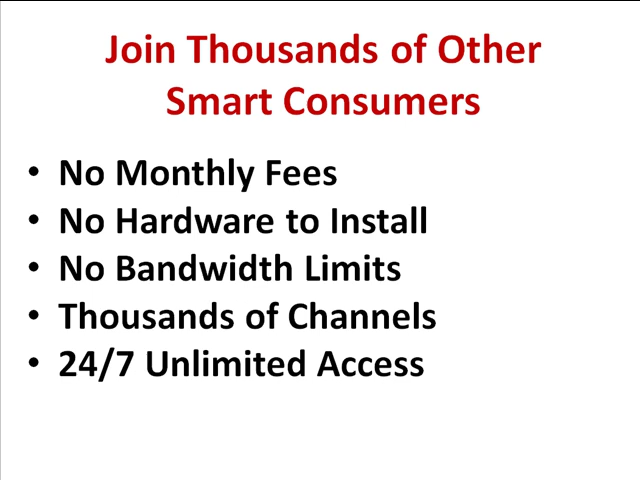 Join Thousands of Other
Smart Consumers
• No Monthly Fees
• No Hardware to Install
• No Bandwidth Limits
• Thousands of Channels
• 24/7 Unlimited Access